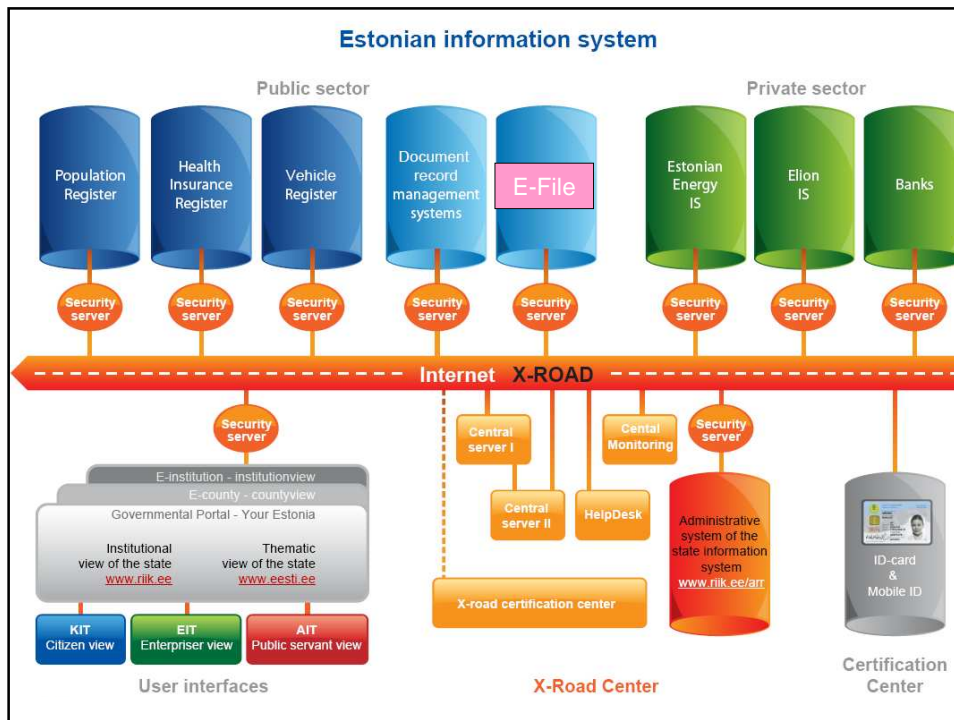 Estonian information system
Public sector
Private sector
Population
Register
Health
Insurance
Register
Vehicle
Register
Document
record
management
systems
E-File
Estonian
Energy
IS
Elion
IS
Banks
Security
server
Security
server
Security
server
Security
server
Security
server
Security
server
Security
server
Security
server
Internet X-ROAD
Security
server
E-institution - institutionview
E-county - countyview
Governmental Portal - Your Estonia
Institutional
view of the state
www.riik.ee
Thematic
view of the state
www.eesti.ee
KIT
Citizen view
EIT
Enterpriser view
AIT
Public servant view
User interfaces
Central
server I
Central
server II
HelpDesk
Cental
Monitoring
Security
server
Administrative
system of the
state information
system
www.riik.ee/arr
X-road certification center
X-Road Center
ID-card
&
Mobile ID
Certification
Center